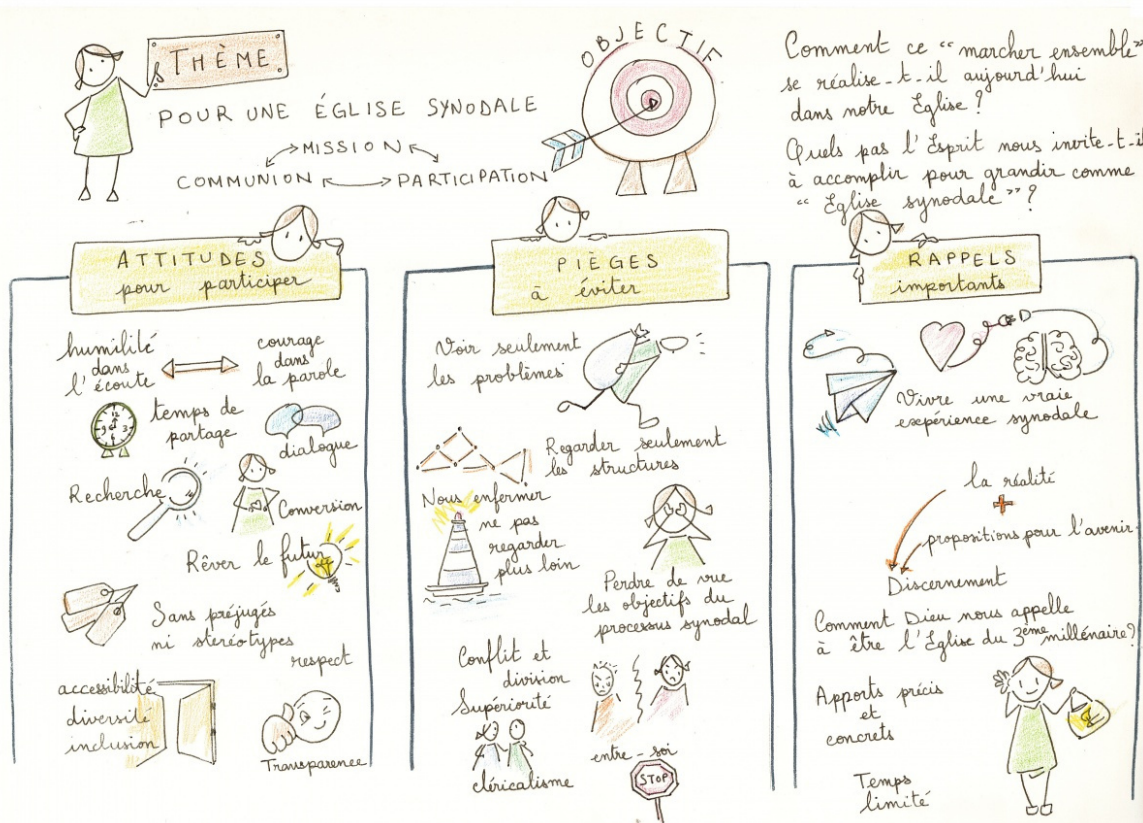 THÈME
POUR UNE ÉGLISE SYNODALE
MISSION
COMMUNION PARTICIPATION
OBJECTIF
Comment ce "marcher ensemble"
se réalise-t-il aujourd'hui
dans notre Église ?
Quels pas l'Esprit nous invite-t-il
à accomplir pour grandir comme
"Église synodale" ?
ATTITUDES
pour participer
humilité
dans
l'écoute
courage
dans
la parole
temps de
partage
dialogue
Recherche
Conversion
Rêver le futur
Sans préjugés
ni stéréotypes
respect
accessibilité
diversité
inclusion
Transparence
PIÈGES
à éviter
Voir seulement
les problèmes
Regarder seulement
les structures
Nous enfermer
ne pas
regarder
plus loin
Perdre de vue
les objectifs du
processus synodal
Conflit et
division
Supériorité
cléricalisme
entre-soi
STOP
RAPPELS
importants
Vivre une vraie
expérience synodale
la réalité
+
propositions pour l'avenir
Discernement
Comment Dieu nous appelle
à être l'Église du 3ème millénaire?
Apports précis
et
concrets
Temps
limité